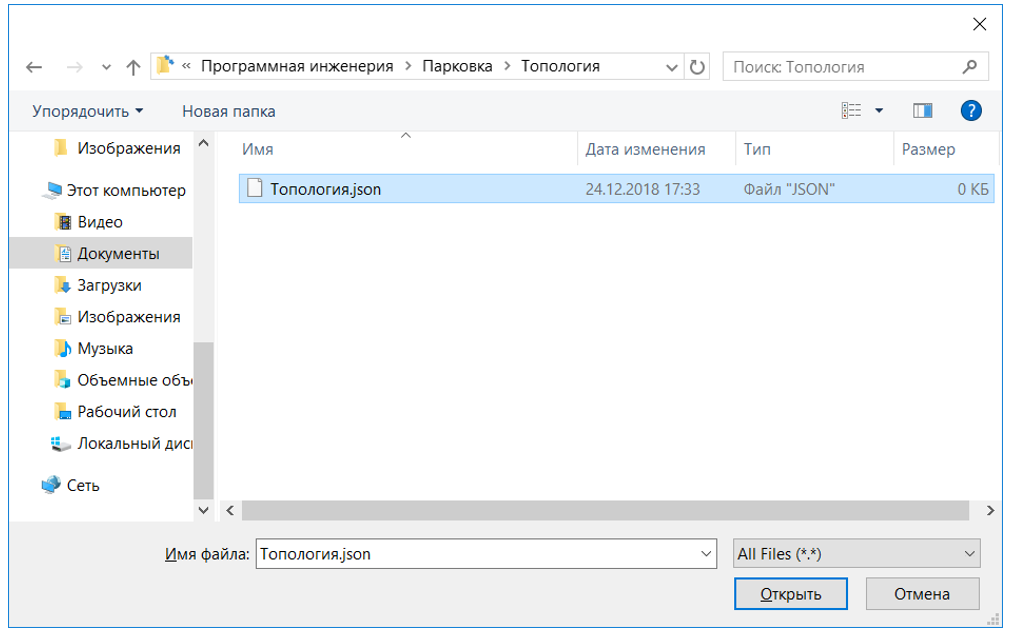 « Программная инженерия > Парковка > Топология
Поиск: Топология
Упорядочить
Новая папка
?
Изображения
Этот компьютер
Видео
Документы
Загрузки
Изображения
Музыка
Объемные объ
Рабочий стол
Локальный дис
Сеть
Имя
Дата изменения
Тип
Размер
Топология.json
24.12.2018 17:33
Файл "JSON"
0 КБ
Имя файла:
Топология.json
All Files (*.*)
Открыть
Отмена